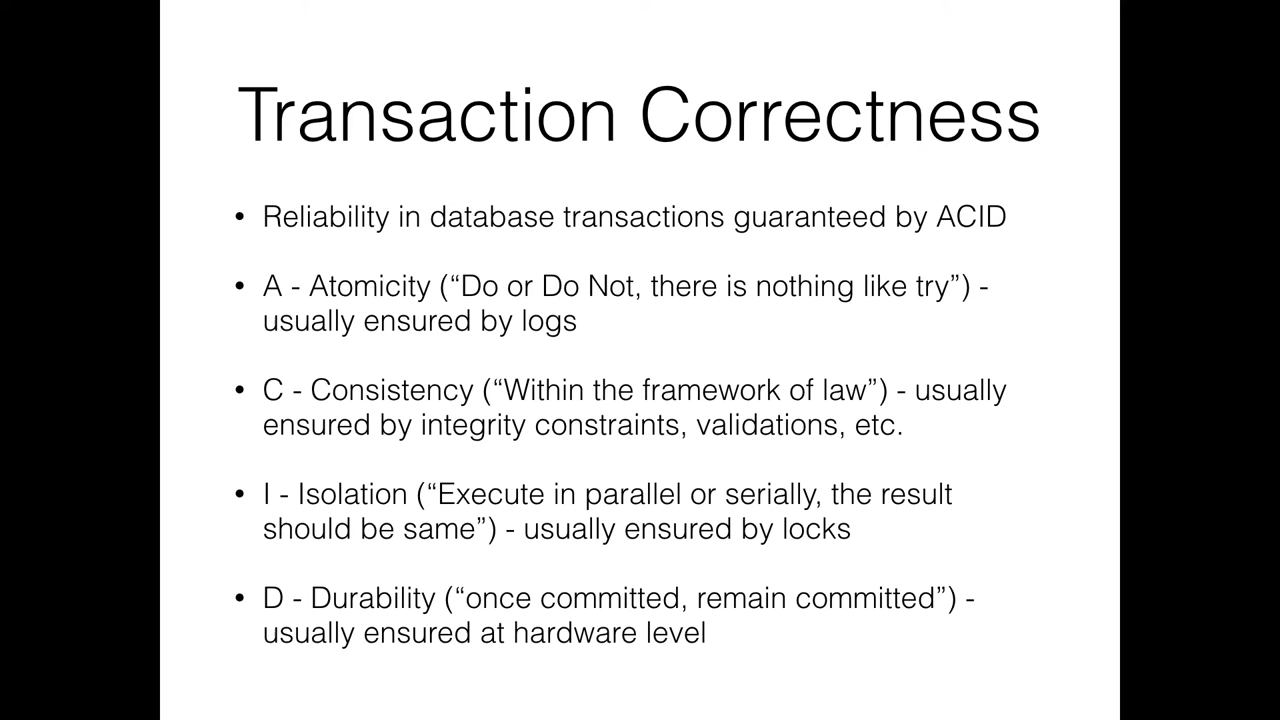 Transaction Correctness
• Reliability in database transactions guaranteed by ACID
• A - Atomicity (“Do or Do Not, there is nothing like try”) -
usually ensured by logs
• C - Consistency (“Within the framework of law”) - usually
ensured by integrity constraints, validations, etc.
• I - Isolation (“Execute in parallel or serially, the result
should be same”) - usually ensured by locks
• D - Durability (“once committed, remain committed”) -
usually ensured at hardware level